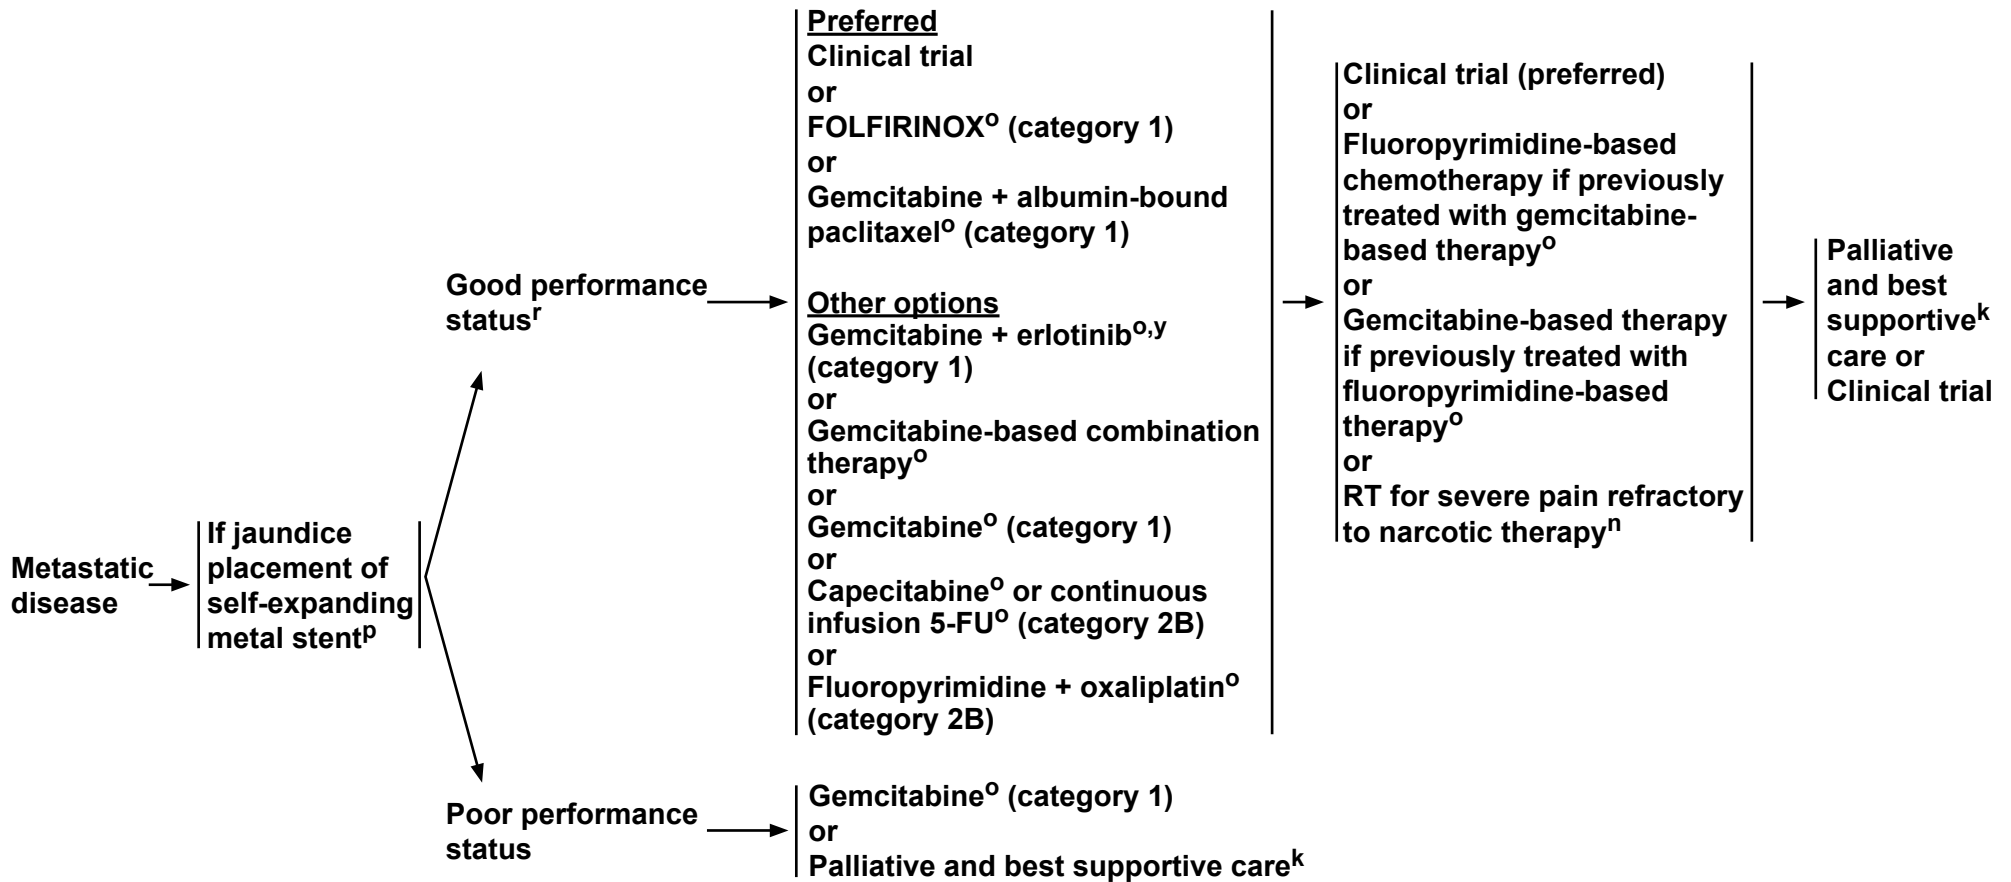 Metastatic
disease
If jaundice
placement of
self-expanding
metal stentᵖ
Good performance
statusʳ
Preferred
Clinical trial
or
FOLFIRINOXᵒ (category 1)
or
Gemcitabine + albumin-bound
paclitaxelᵒ (category 1)
Other options
Gemcitabine + erlotinibᵒ,ʸ
(category 1)
or
Gemcitabine-based combination
therapyᵒ
or
Gemcitabineᵒ (category 1)
or
Capecitabineᵒ or continuous
infusion 5-FUᵒ (category 2B)
or
Fluoropyrimidine + oxaliplatinᵒ
(category 2B)
Clinical trial (preferred)
or
Fluoropyrimidine-based
chemotherapy if previously
treated with gemcitabine-
based therapyᵒ
or
Gemcitabine-based therapy
if previously treated with
fluoropyrimidine-based
therapyᵒ
or
RT for severe pain refractory
to narcotic therapyⁿ
Palliative
and best
supportiveᵏ
care or
Clinical trial
Poor performance
status
Gemcitabineᵒ (category 1)
or
Palliative and best supportive careᵏ